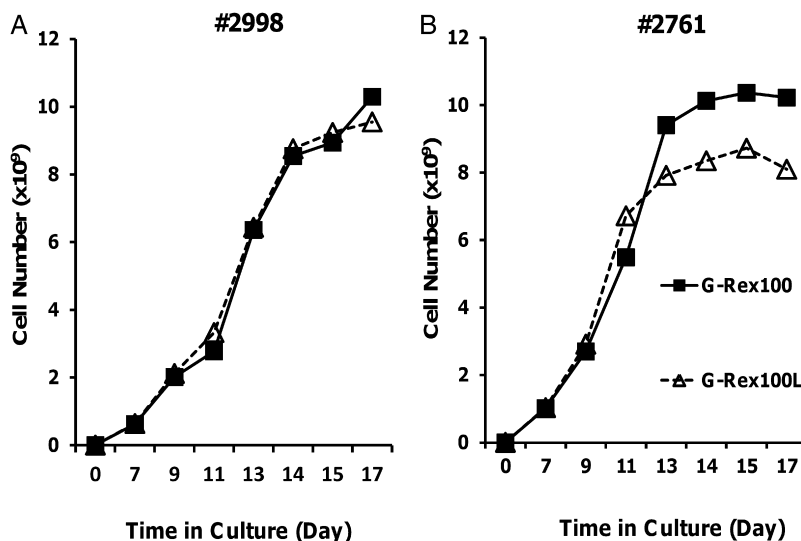 A
#2998
12
10
8
6
4
2
0
Cell Number (x10⁹)
0 7 9 11 13 14 15 17
Time in Culture (Day)
B
#2761
12
10
8
6
4
2
0
Cell Number (x10⁹)
G-Rex100
G-Rex100L
0 7 9 11 13 14 15 17
Time in Culture (Day)